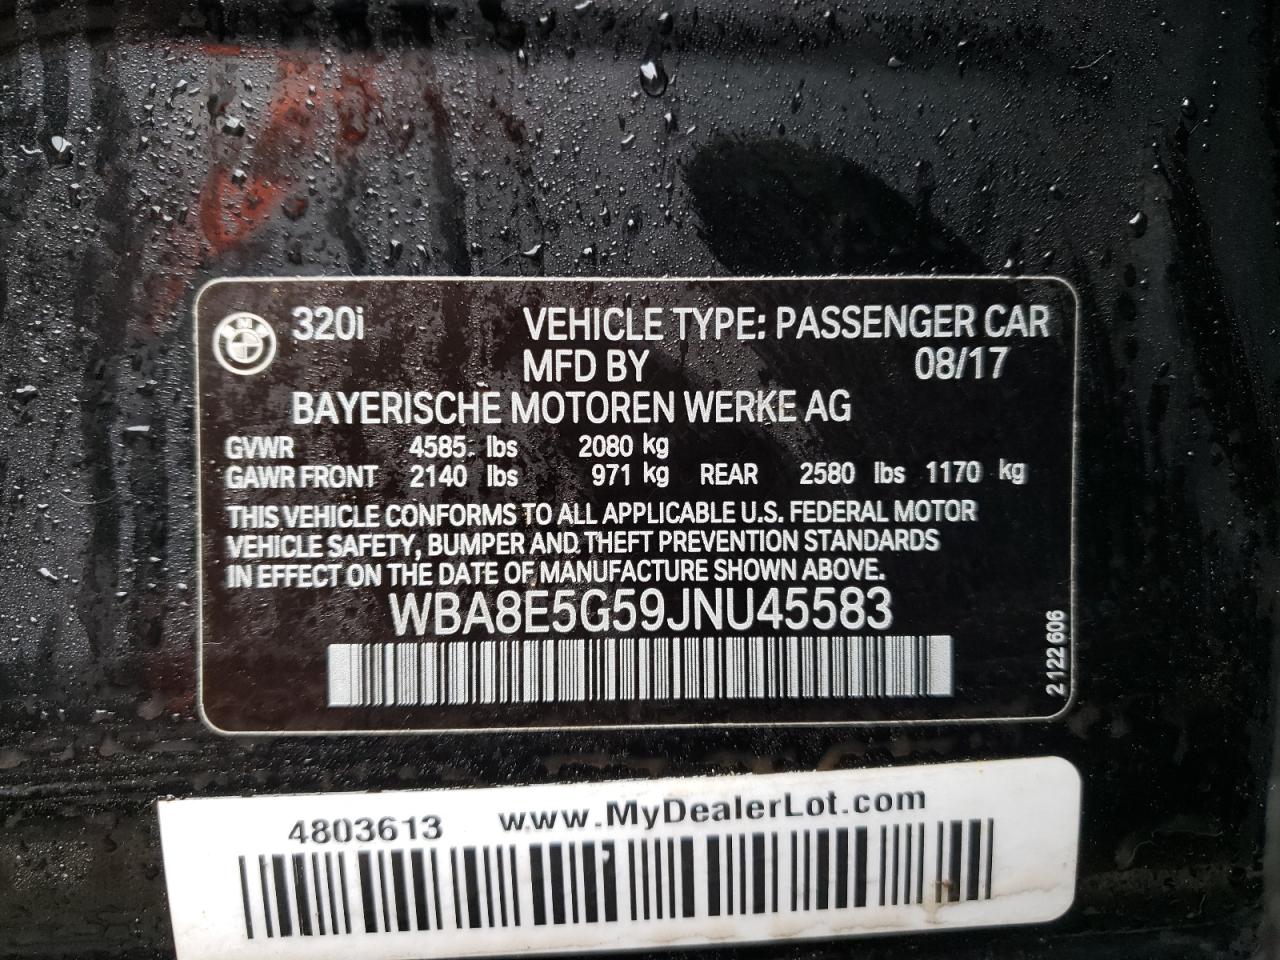 320i VEHICLE TYPE: PASSENGER CAR
MFD BY 08/17
BAYERISCHE MOTOREN WERKE AG
GVWR 4585 lbs 2080 kg
GAWR FRONT 2140 lbs 971 kg REAR 2580 lbs 1170 kg
THIS VEHICLE CONFORMS TO ALL APPLICABLE U.S. FEDERAL MOTOR
VEHICLE SAFETY, BUMPER AND THEFT PREVENTION STANDARDS
IN EFFECT ON THE DATE OF MANUFACTURE SHOWN ABOVE.
WBA8E5G59JNU45583
2 122 606
4803613 www.MyDealerLot.com